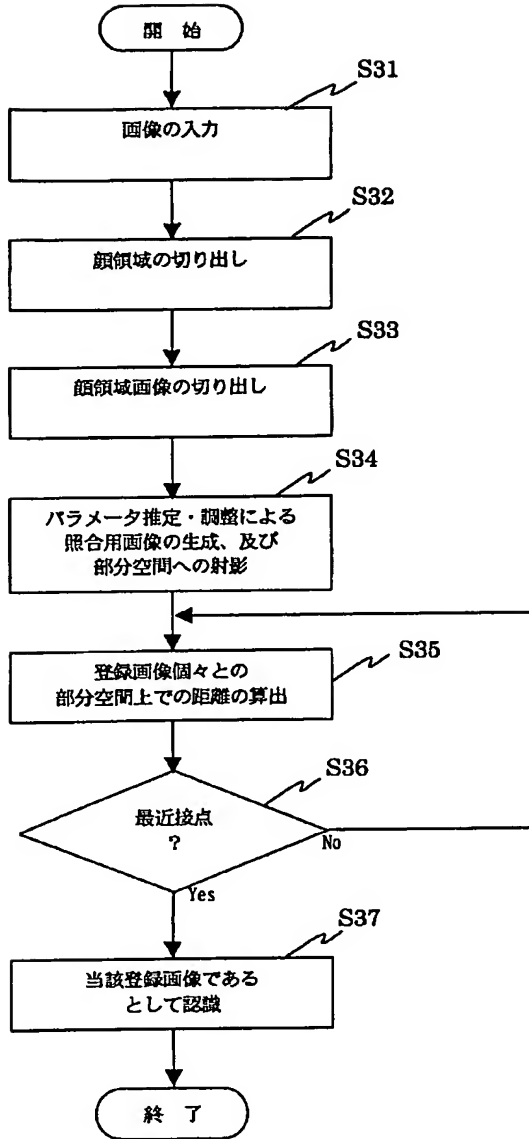 開 始
S31
画像の入力
S32
顔領域の切り出し
S33
顔領域画像の切り出し
S34
パラメータ推定・調整による
照合用画像の生成、及び
部分空間への射影
S35
登録画像個々との
部分空間上での距離の算出
S36
最近接点
?
No
Yes
S37
当該登録画像である
として認識
終 了